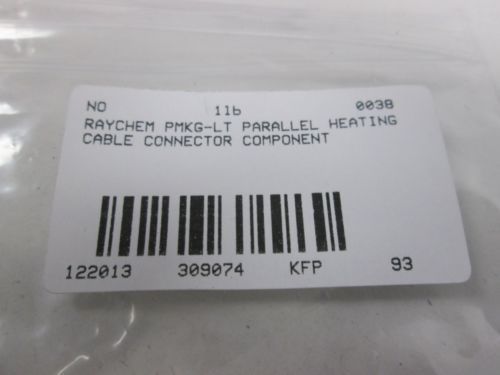 NO 11b 0038
RAYCHEM PMKG-LT PARALLEL HEATING
CABLE CONNECTOR COMPONENT
122013 309074 KFP 93